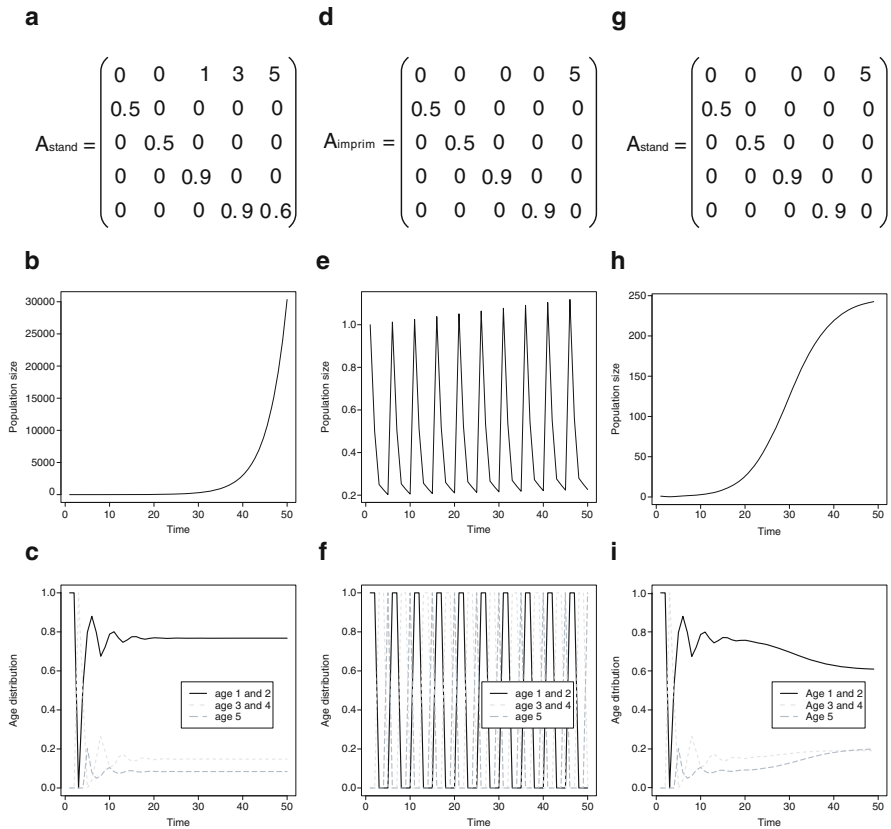 a
d
g
A stand =
0 0 1 3 5
0.5 0 0 0 0
0 0.5 0 0 0
0 0 0.9 0 0
0 0 0 0.9 0.6
A imprim =
0 0 0 0 5
0.5 0 0 0 0
0 0.5 0 0 0
0 0 0.9 0 0
0 0 0 0.9 0
A stand =
0 0 0 0 5
0.5 0 0 0 0
0 0.5 0 0 0
0 0 0.9 0 0
0 0 0 0.9 0
b
30000
25000
20000
15000
10000
5000
0
Population size
0 10 20 30 40 50
Time
e
1.0
0.8
0.6
0.4
0.2
Population size
0 10 20 30 40 50
Time
h
250
200
150
100
50
0
Population size
0 10 20 30 40 50
Time
c
1.0
0.8
0.6
0.4
0.2
0.0
Age distribution
age 1 and 2
age 3 and 4
age 5
0 10 20 30 40 50
Time
f
1.0
0.8
0.6
0.4
0.2
0.0
Age distribution
age 1 and 2
age 3 and 4
age 5
0 10 20 30 40 50
Time
i
1.0
0.8
0.6
0.4
0.2
0.0
Age ditribution
Age 1 and 2
Age 3 and 4
Age 5
0 10 20 30 40 50
Time